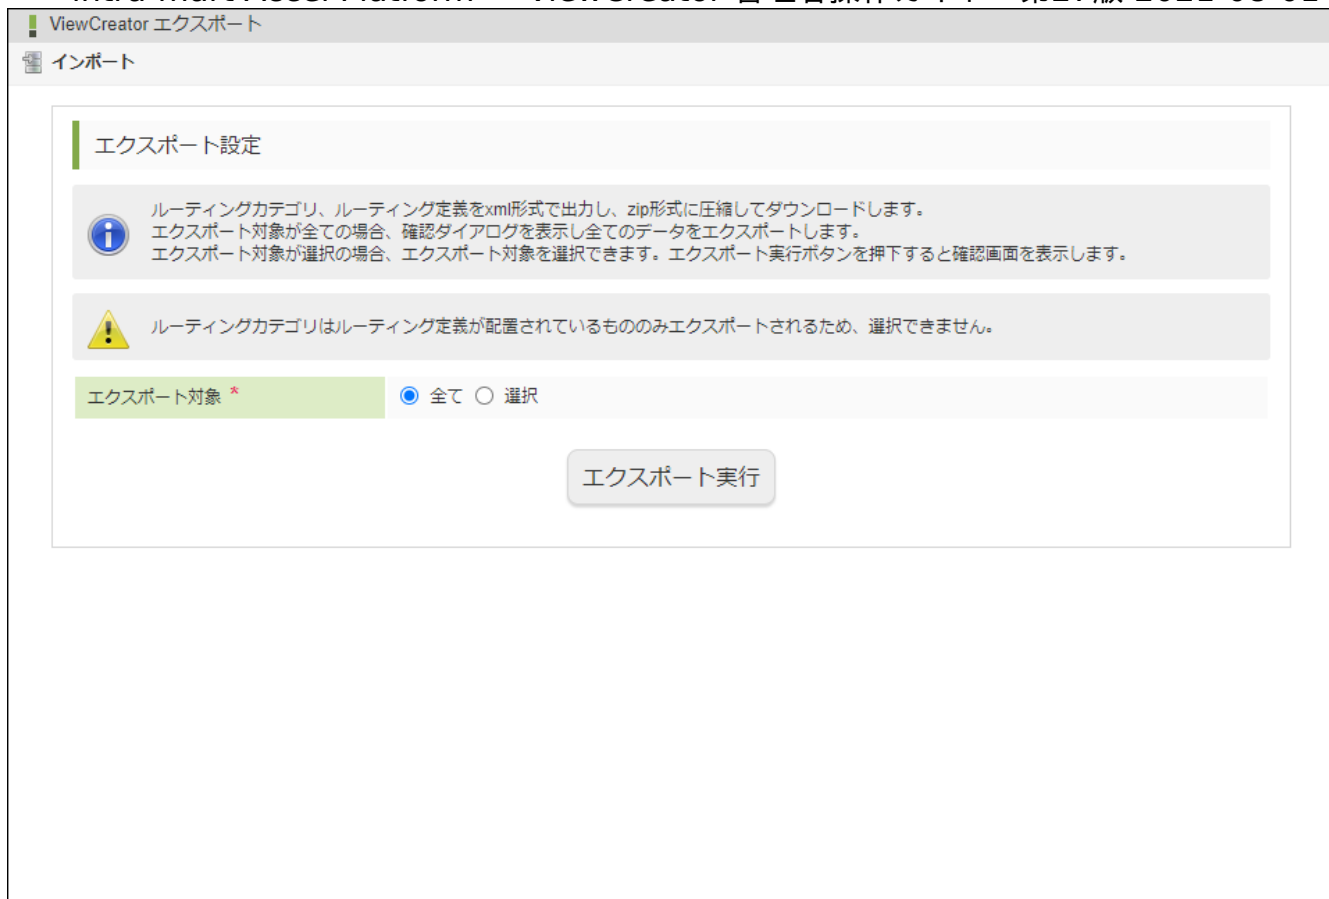 ViewCreator エクスポート
インポート
エクスポート設定
ルーティングカテゴリ、ルーティング定義をxml形式で出力し、zip形式に圧縮してダウンロードします。
エクスポート対象が全ての場合、確認ダイアログを表示し全てのデータをエクスポートします。
エクスポート対象が選択の場合、エクスポート対象を選択できます。エクスポート実行ボタンを押下すると確認画面を表示します。
ルーティングカテゴリはルーティング定義が配置されているもののみエクスポートされるため、選択できません。
エクスポート対象 * 全て 選択
エクスポート実行